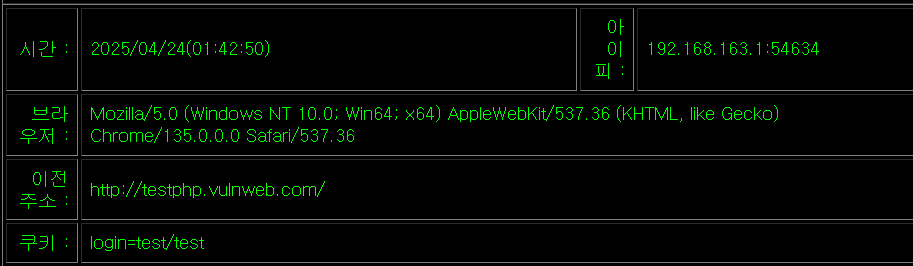 시간 : 2025/04/24(01:42:50) 아
이
피 : 192.168.163.1:54634
브라
우저 : Mozilla/5.0 (Windows NT 10.0; Win64; x64) AppleWebKit/537.36 (KHTML, like Gecko)
Chrome/135.0.0.0 Safari/537.36
이전
주소 : http://testphp.vulnweb.com/
쿠키 : login=test/test